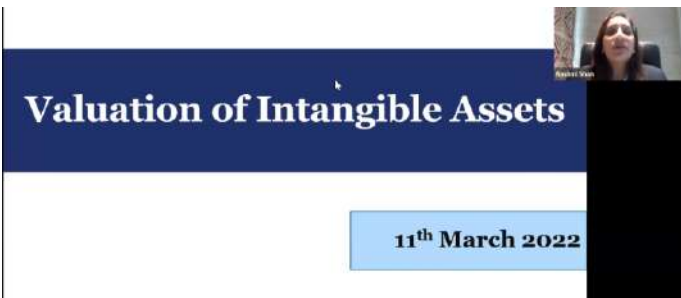 Valuation of Intangible Assets
11th March 2022